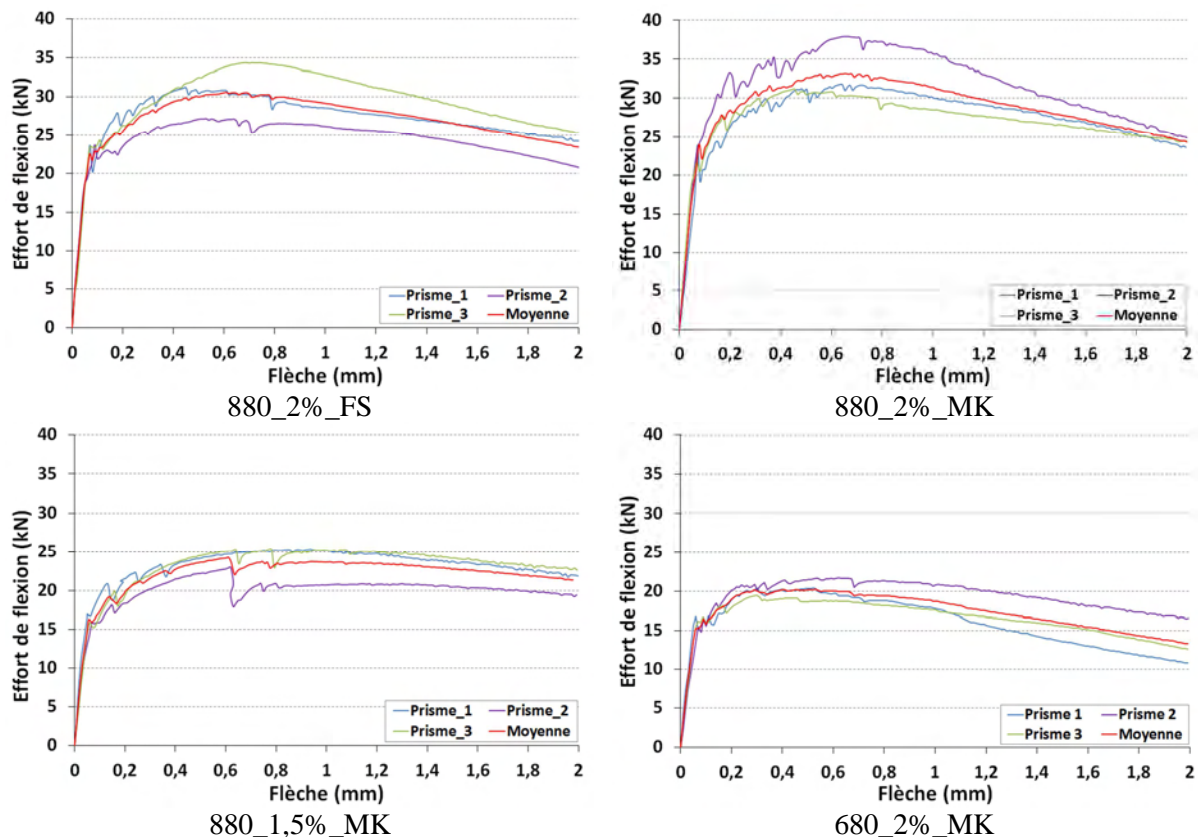 Effort de flexion (kN)
40
35
30
25
20
15
10
5
0
0 0,2 0,4 0,6 0,8 1 1,2 1,4 1,6 1,8 2
Flèche (mm)
Prisme_1 Prisme_2
Prisme_3 Moyenne
880_2%_FS
Effort de flexion (kN)
40
35
30
25
20
15
10
5
0
0 0,2 0,4 0,6 0,8 1 1,2 1,4 1,6 1,8 2
Flèche (mm)
Prisme_1 Prisme_2
Prisme_3 Moyenne
880_2%_MK
Effort de flexion (kN)
40
35
30
25
20
15
10
5
0
0 0,2 0,4 0,6 0,8 1 1,2 1,4 1,6 1,8 2
Flèche (mm)
Prisme_1 Prisme_2
Prisme_3 Moyenne
880_1,5%_MK
Effort de flexion (kN)
40
35
30
25
20
15
10
5
0
0 0,2 0,4 0,6 0,8 1 1,2 1,4 1,6 1,8 2
Flèche (mm)
Prisme 1 Prisme 2
Prisme 3 Moyenne
680_2%_MK